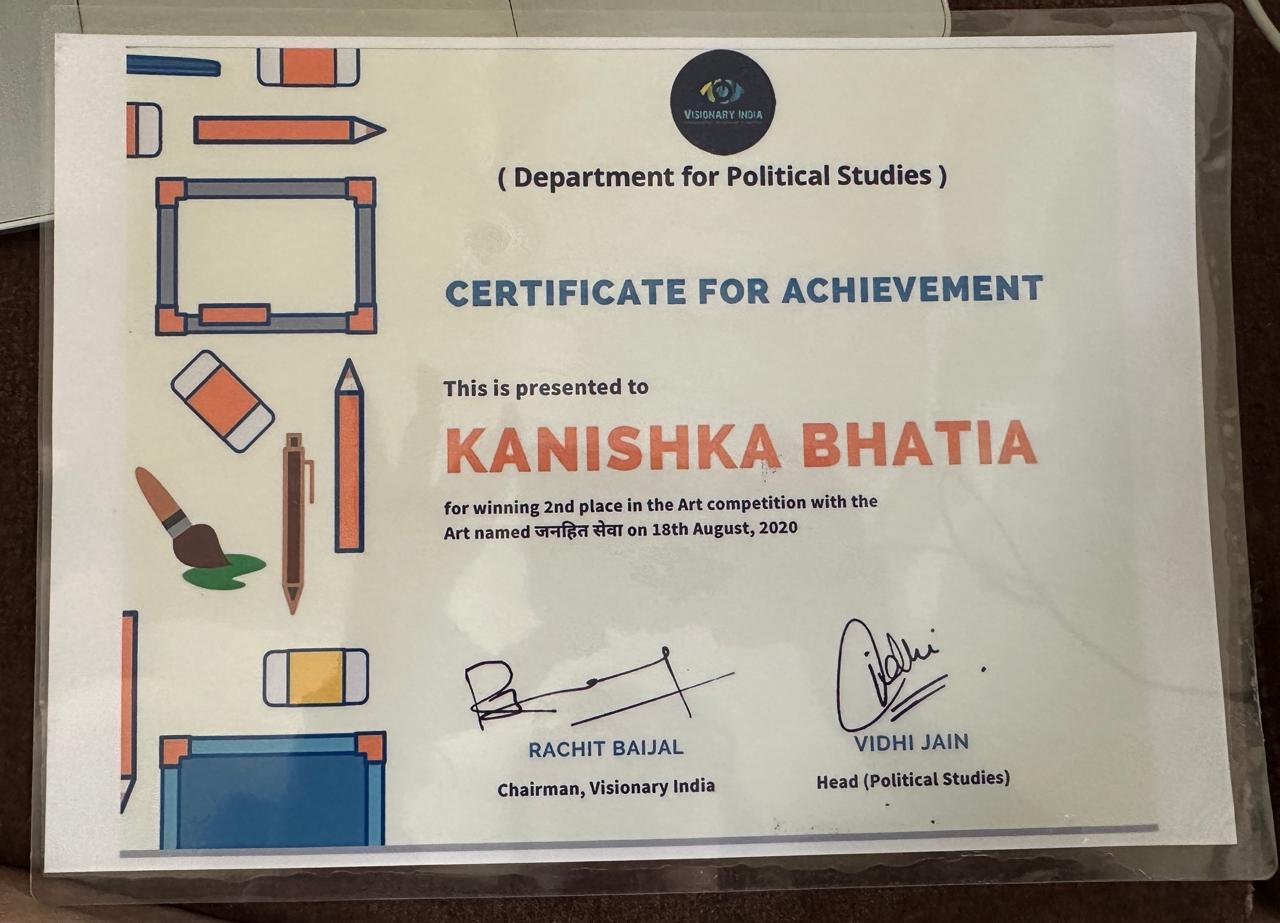 VISIONARY INDIA
( Department for Political Studies )
CERTIFICATE FOR ACHIEVEMENT
This is presented to
KANISHKA BHATIA
for winning 2nd place in the Art competition with the
Art named जनहित सेवा on 18th August, 2020
Vidhi
RACHIT BAIJAL
VIDHI JAIN
Chairman, Visionary India
Head (Political Studies)